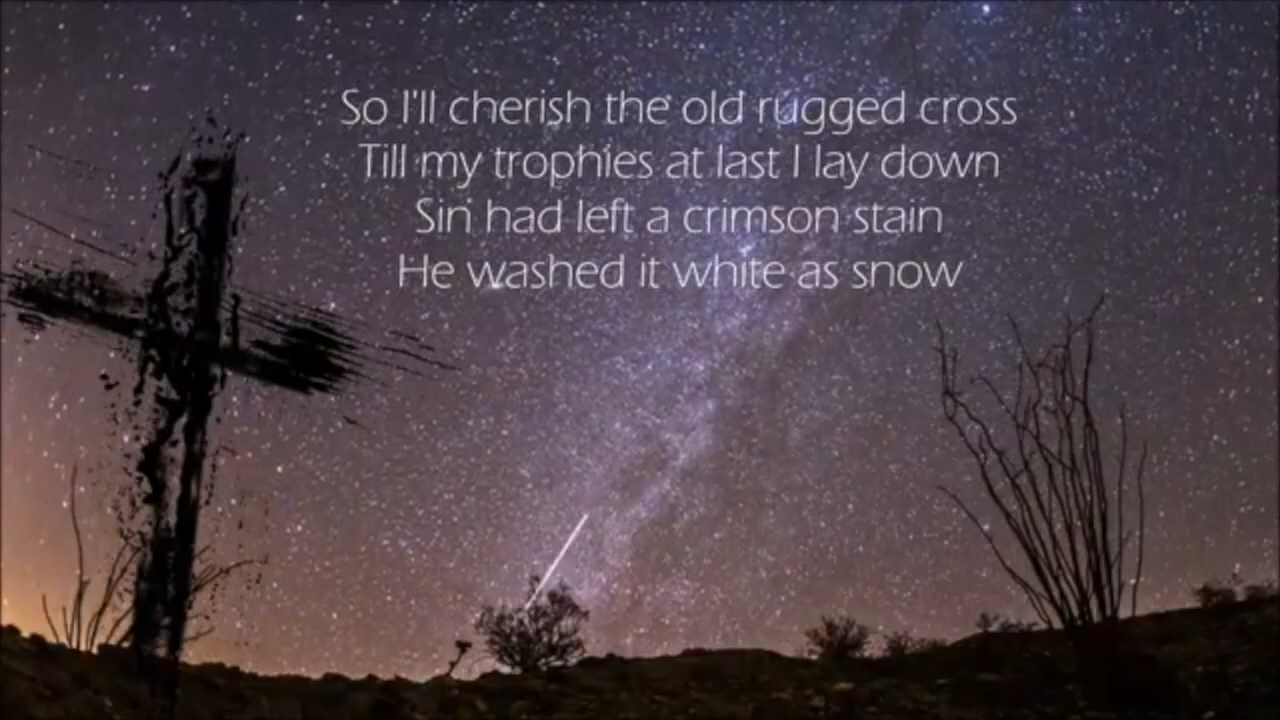 So I'll cherish the old rugged cross
Till my trophies at last I lay down
Sin had left a crimson stain
He washed it white as snow